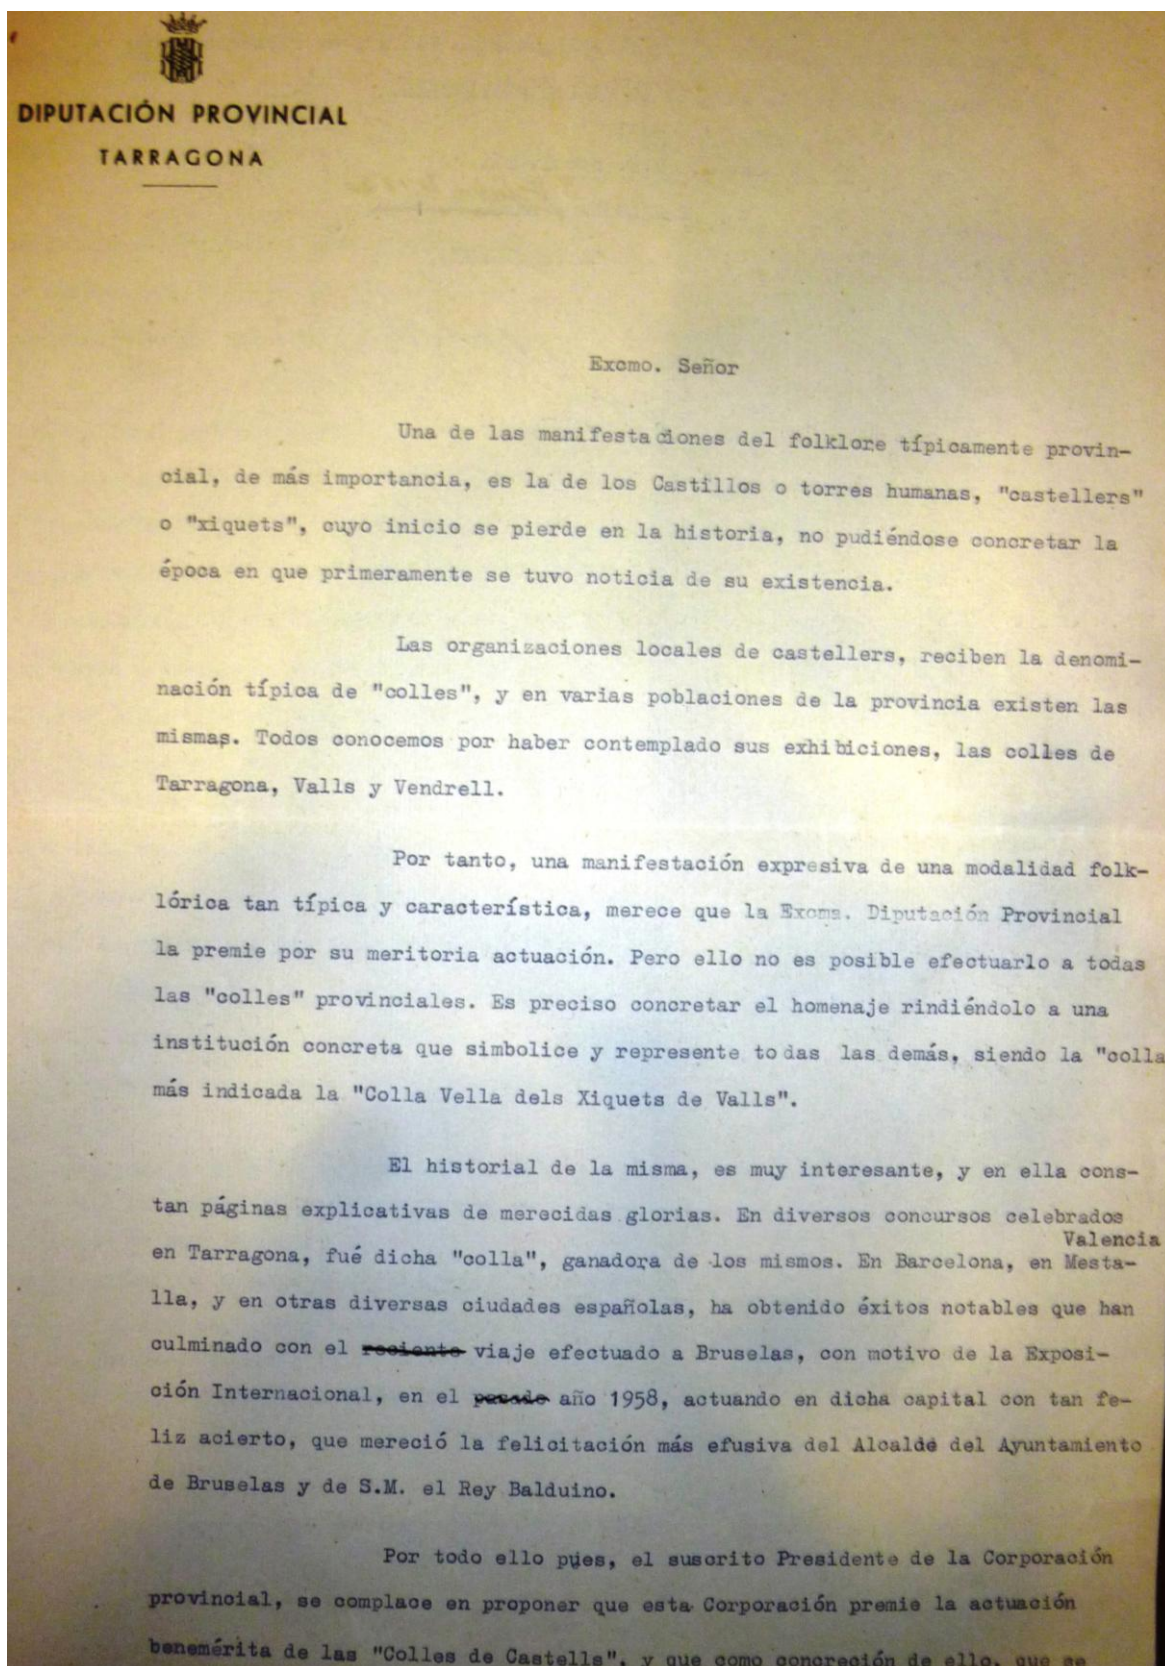 DIPUTACIÓN PROVINCIAL
TARRAGONA
Excmo. Señor
Una de las manifestaciones del folklore típicamente provin-
cial, de más importancia, es la de los Castillos o torres humanas, "castellers"
o "xiquets", cuyo inicio se pierde en la historia, no pudiéndose concretar la
época en que primeramente se tuvo noticia de su existencia.
Las organizaciones locales de castellers, reciben la denomi-
nación típica de "colles", y en varias poblaciones de la provincia existen las
mismas. Todos conocemos por haber contemplado sus exhibiciones, las colles de
Tarragona, Valls y Vendrell.
Por tanto, una manifestación expresiva de una modalidad folk-
lórica tan típica y característica, merece que la Excma. Diputación Provincial
la premie por su meritoria actuación. Pero ello no es posible efectuarlo a todas
las "colles" provinciales. Es preciso concretar el homenaje rindiéndolo a una
institución concreta que simbolice y represente todas las demás, siendo la "colla
más indicada la "Colla Vella dels Xiquets de Valls".
El historial de la misma, es muy interesante, y en ella cons-
tan páginas explicativas de merecidas glorias. En diversos concursos celebrados
Valencia
en Tarragona, fué dicha "colla", ganadora de los mismos. En Barcelona, en Mesta-
lla, y en otras diversas ciudades españolas, ha obtenido éxitos notables que han
culminado con el reciente viaje efectuado a Bruselas, con motivo de la Exposi-
ción Internacional, en el pasado año 1958, actuando en dicha capital con tan fe-
liz acierto, que mereció la felicitación más efusiva del Alcalde del Ayuntamiento
de Bruselas y de S.M. el Rey Balduino.
Por todo ello pues, el suscrito Presidente de la Corporación
provincial, se complace en proponer que esta Corporación premie la actuación
benemérita de las "Colles de Castells", y que como concreción de ello, que se